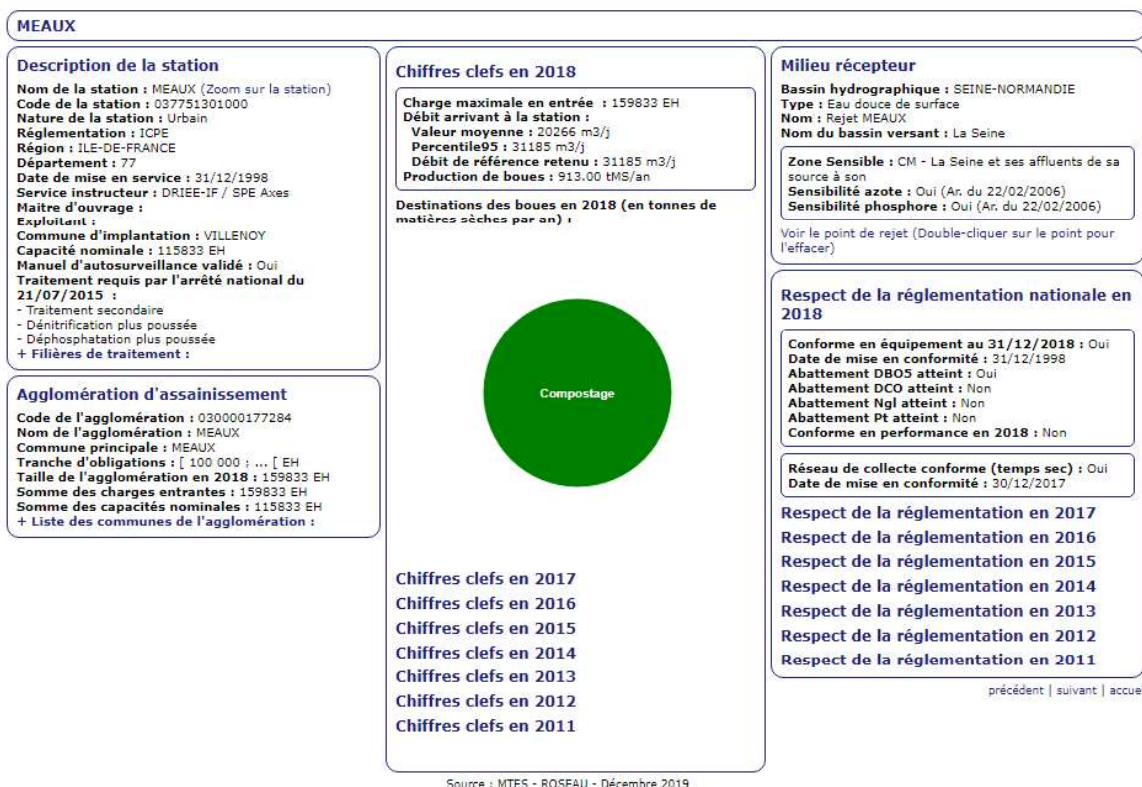 MEAUX
Description de la station
Nom de la station : MEAUX (Zoom sur la station)
Code de la station : 037751301000
Nature de la station : Urbain
Réglementation : ICPE
Région : ILE-DE-FRANCE
Département : 77
Date de mise en service : 31/12/1998
Service instructeur : DRIEE-IF / SPE Axes
Maitre d'ouvrage :
Exploitant :
Commune d'implantation : VILLENOY
Capacité nominale : 115833 EH
Manuel d'autosurveillance validé : Oui
Traitement requis par l'arrêté national du
21/07/2015 :
- Traitement secondaire
- Dénitrification plus poussée
- Déphosphatation plus poussée
+ Filières de traitement :
Agglomération d'assainissement
Code de l'agglomération : 030000177284
Nom de l'agglomération : MEAUX
Commune principale : MEAUX
Tranche d'obligations : [ 100 000 ; ... [ EH
Taille de l'agglomération en 2018 : 159833 EH
Somme des charges entrantes : 159833 EH
Somme des capacités nominales : 115833 EH
+ Liste des communes de l'agglomération :
Chiffres clefs en 2018
Charge maximale en entrée : 159833 EH
Débit arrivant à la station :
Valeur moyenne : 20266 m3/j
Percentile95 : 31185 m3/j
Débit de référence retenu : 31185 m3/j
Production de boues : 913.00 tMS/an
Destinations des boues en 2018 (en tonnes de
matières sèches par an) :
Compostage
Chiffres clefs en 2017
Chiffres clefs en 2016
Chiffres clefs en 2015
Chiffres clefs en 2014
Chiffres clefs en 2013
Chiffres clefs en 2012
Chiffres clefs en 2011
Milieu récepteur
Bassin hydrographique : SEINE-NORMANDIE
Type : Eau douce de surface
Nom : Rejet MEAUX
Nom du bassin versant : La Seine
Zone Sensible : CM - La Seine et ses affluents de sa
source à son
Sensibilité azote : Oui (Ar. du 22/02/2006)
Sensibilité phosphore : Oui (Ar. du 22/02/2006)
Voir le point de rejet (Double-cliquer sur le point pour
l'effacer)
Respect de la réglementation nationale en
2018
Conforme en équipement au 31/12/2018 : Oui
Date de mise en conformité : 31/12/1998
Abattement DBO5 atteint : Oui
Abattement DCO atteint : Non
Abattement Ngl atteint : Non
Abattement Pt atteint : Non
Conforme en performance en 2018 : Non
Réseau de collecte conforme (temps sec) : Oui
Date de mise en conformité : 30/12/2017
Respect de la réglementation en 2017
Respect de la réglementation en 2016
Respect de la réglementation en 2015
Respect de la réglementation en 2014
Respect de la réglementation en 2013
Respect de la réglementation en 2012
Respect de la réglementation en 2011
précédent | suivant | accue
Source : MTES - ROSEAU - Décembre 2019